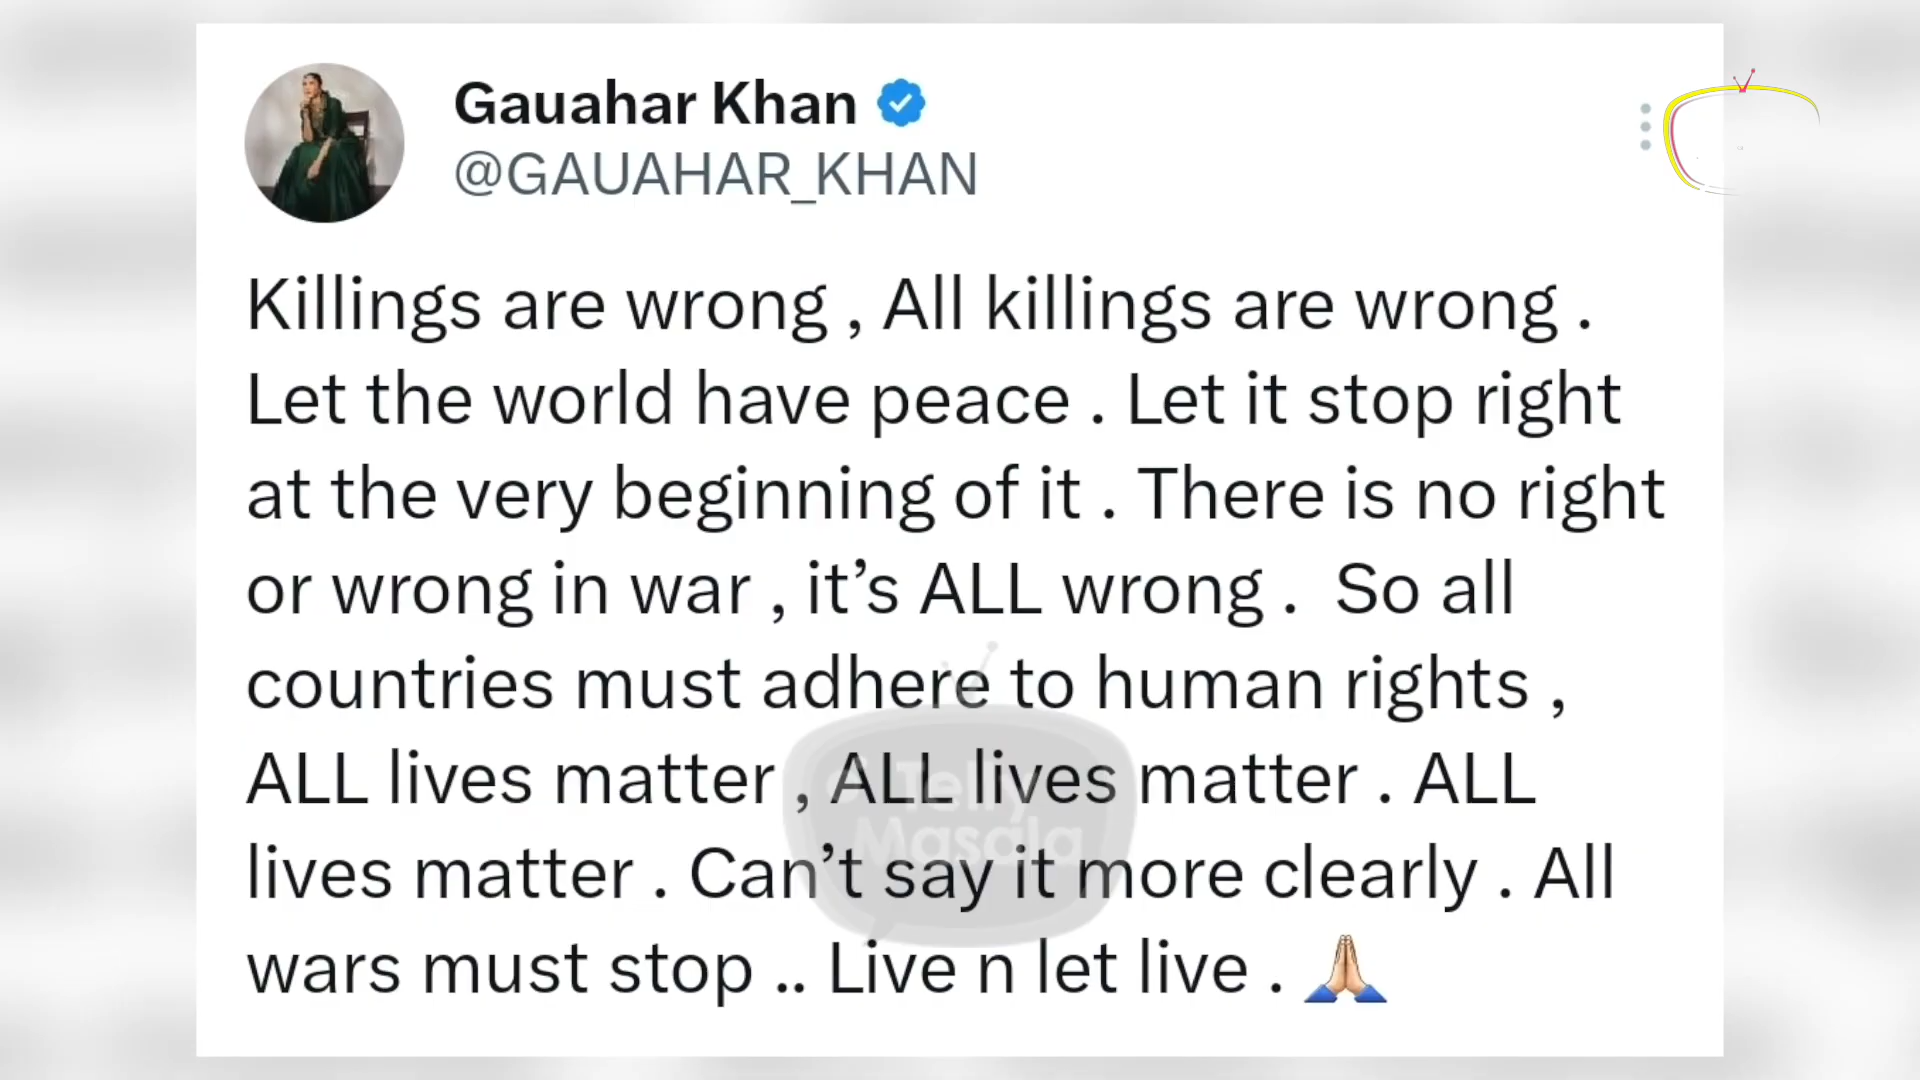 Gauahar Khan
@GAUAHAR_KHAN
Killings are wrong , All killings are wrong .
Let the world have peace . Let it stop right
at the very beginning of it . There is no right
or wrong in war , it’s ALL wrong .  So all
countries must adhere to human rights ,
ALL lives matter , ALL lives matter . ALL
lives matter . Can’t say it more clearly . All
wars must stop .. Live n let live . 🙏🏻
Telly
Masala